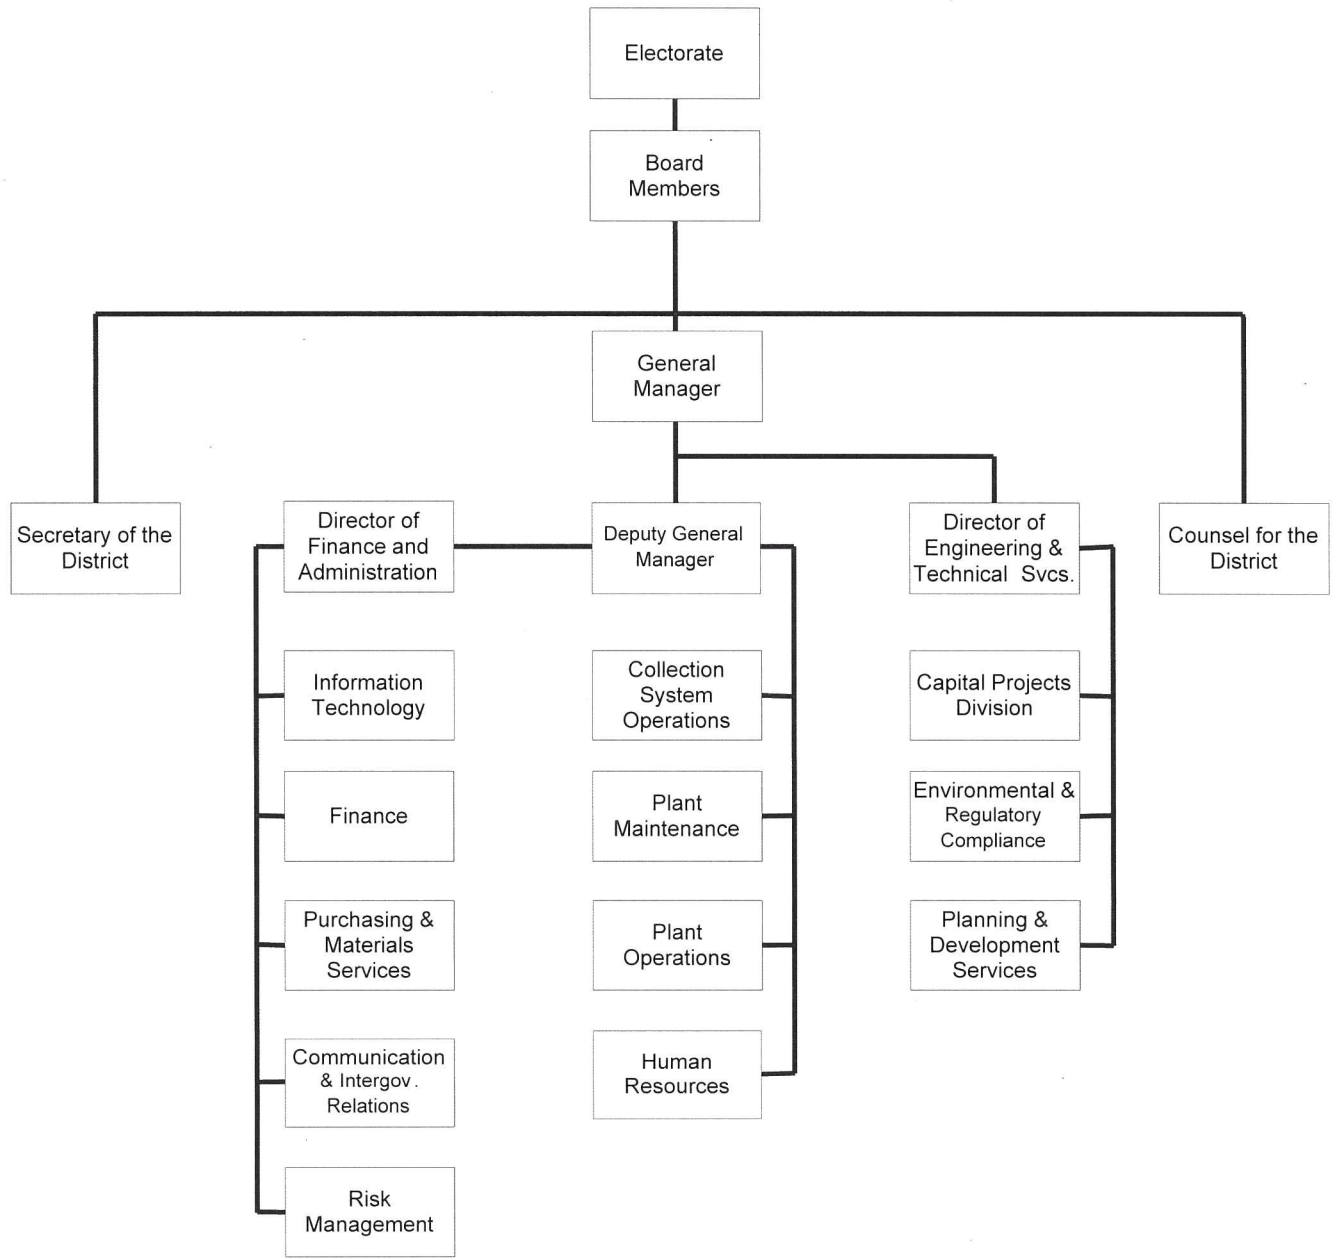 Electorate
Board
Members
General
Manager
Secretary of the
District
Director of
Finance and
Administration
Deputy General
Manager
Director of
Engineering &
Technical Svcs.
Counsel for the
District
Information
Technology
Collection
System
Operations
Capital Projects
Division
Finance
Plant
Maintenance
Environmental &
Regulatory
Compliance
Purchasing &
Materials
Services
Plant
Operations
Planning &
Development
Services
Communication
& Intergov.
Relations
Human
Resources
Risk
Management